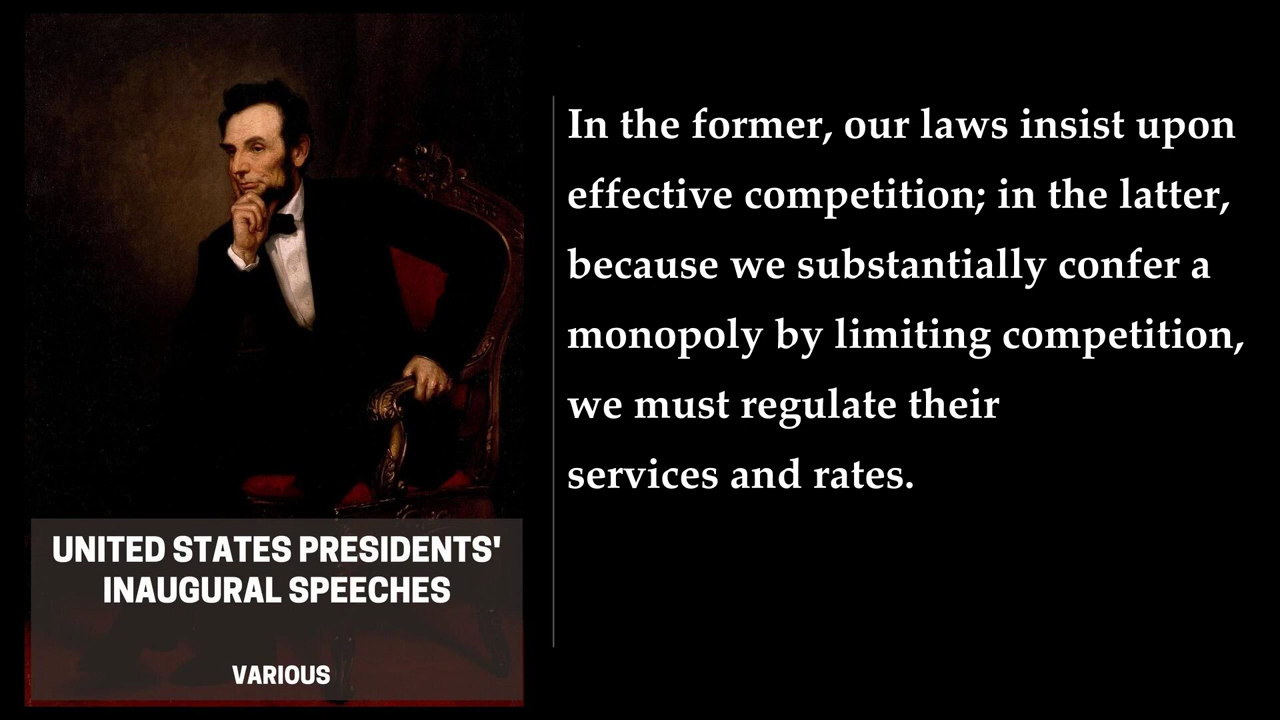 In the former, our laws insist upon
effective competition; in the latter,
because we substantially confer a
monopoly by limiting competition,
we must regulate their
services and rates.
UNITED STATES PRESIDENTS'
INAUGURAL SPEECHES
VARIOUS